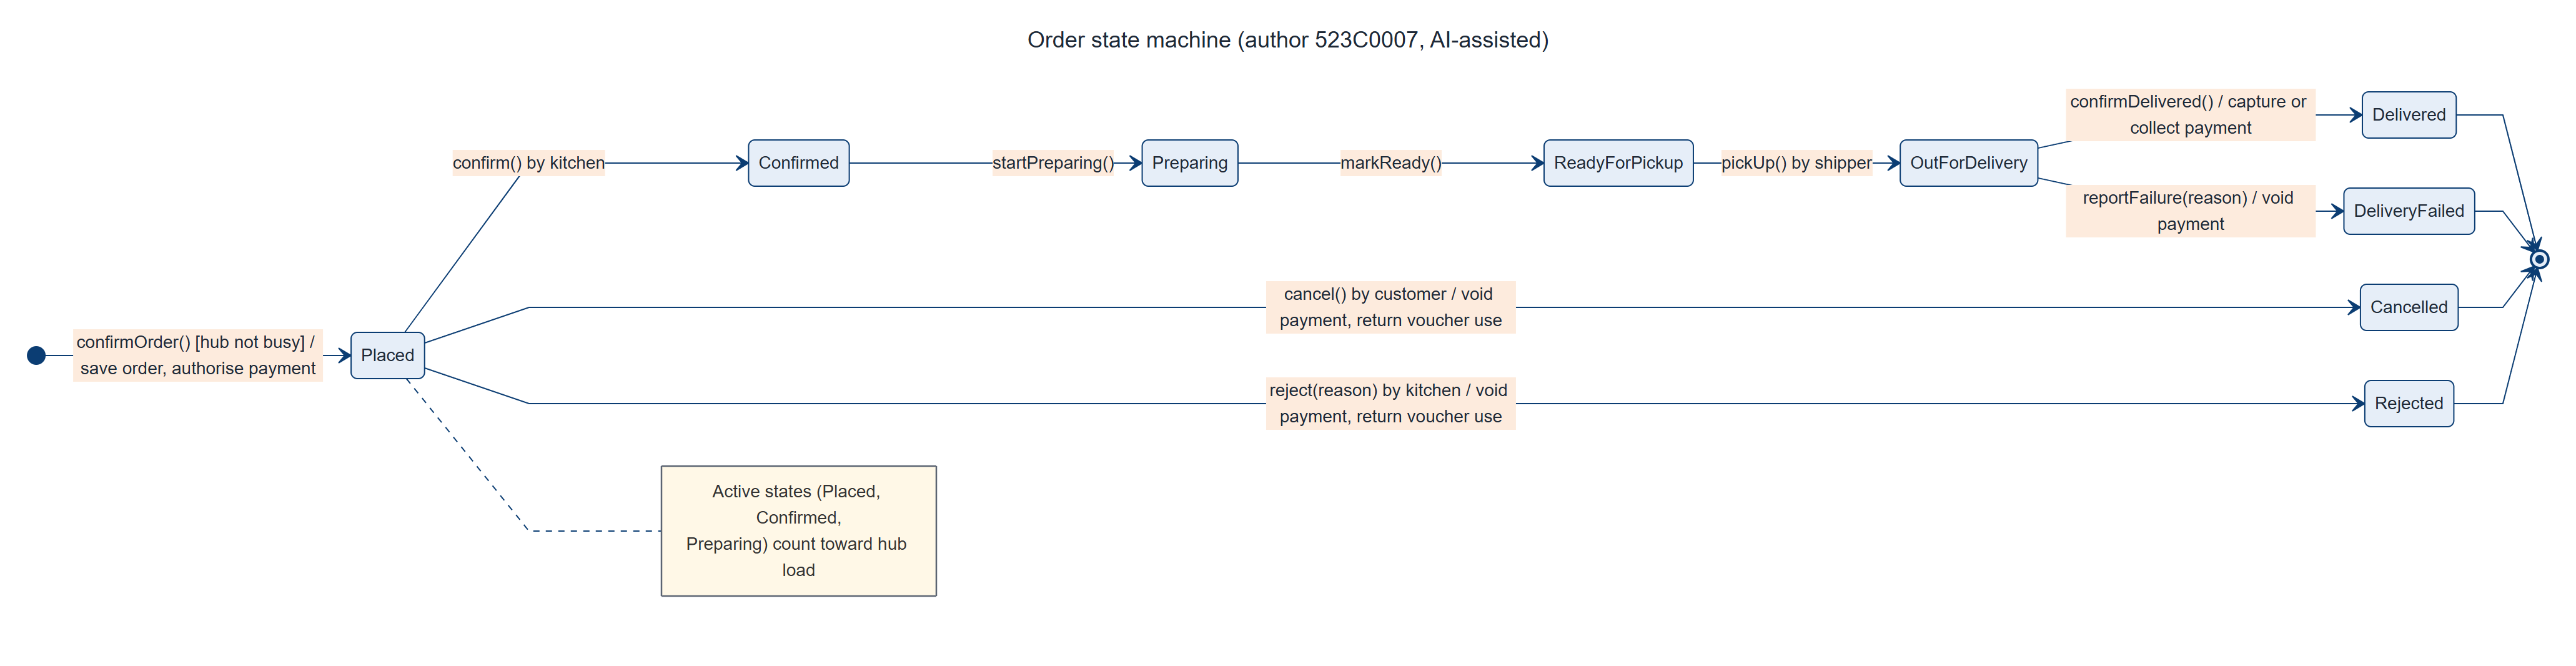 Order state machine (author 523C0007, AI-assisted)
confirmDelivered() / capture or
collect payment
Delivered
confirm() by kitchen
Confirmed
startPreparing()
Preparing
markReady()
ReadyForPickup
pickUp() by shipper
OutForDelivery
reportFailure(reason) / void
payment
DeliveryFailed
cancel() by customer / void
payment, return voucher use
Cancelled
confirmOrder() [hub not busy] /
save order, authorise payment
Placed
reject(reason) by kitchen / void
payment, return voucher use
Rejected
Active states (Placed,
Confirmed,
Preparing) count toward hub
load